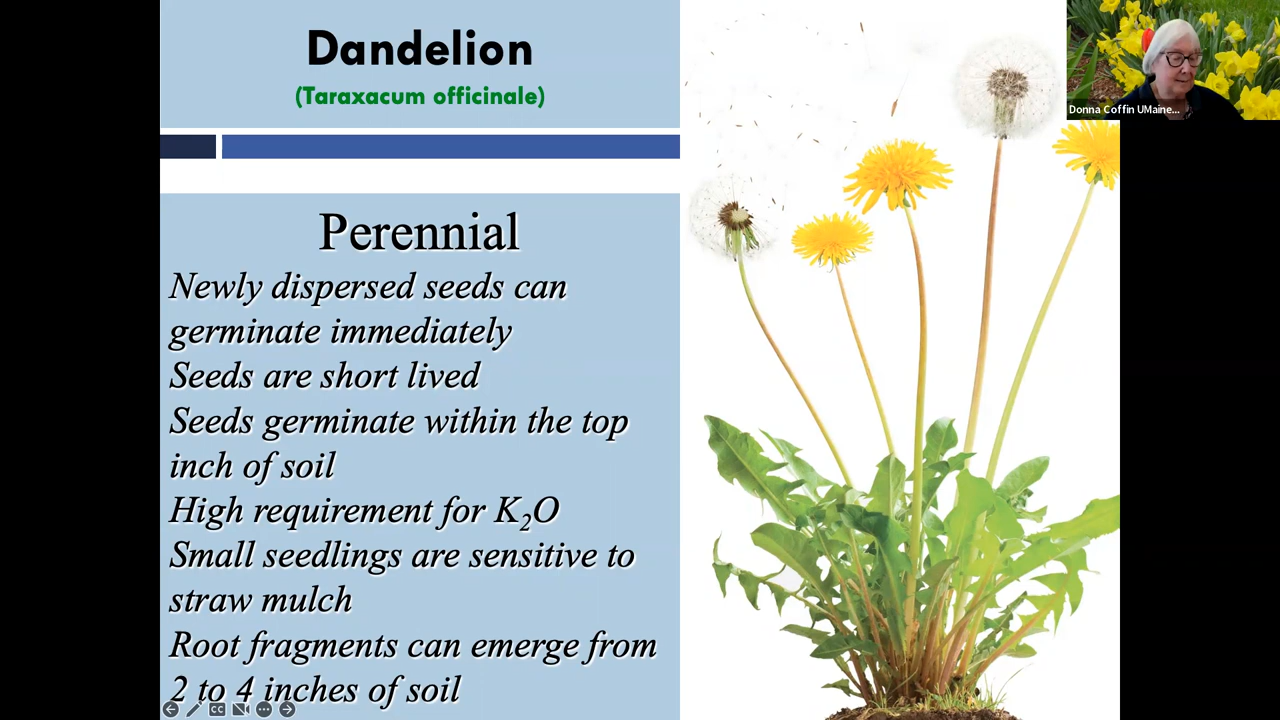 Dandelion
(Taraxacum officinale)
Donna Coffin UMaine...
Perennial
Newly dispersed seeds can
germinate immediately
Seeds are short lived
Seeds germinate within the top
inch of soil
High requirement for K₂O
Small seedlings are sensitive to
straw mulch
Root fragments can emerge from
2 to 4 inches of soil
CC